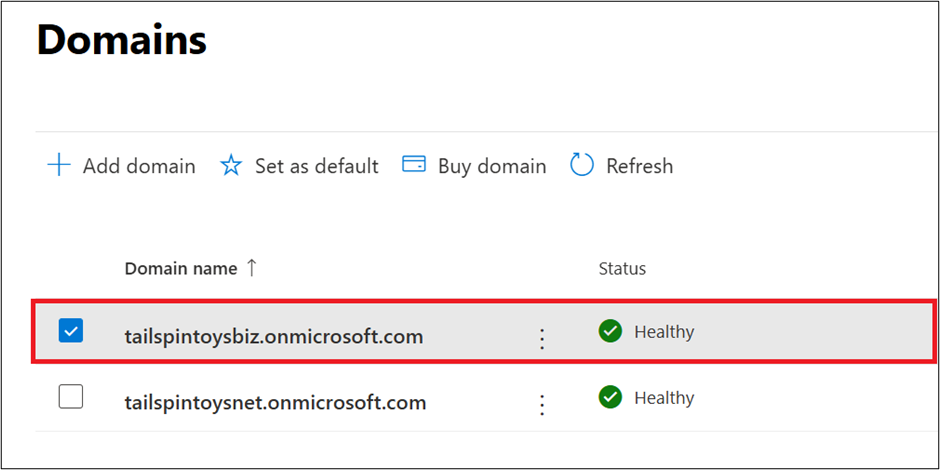 Domains
Add domain Set as default Buy domain Refresh
Domain name ↑ Status
tailspintoysbiz.onmicrosoft.com Healthy
tailspintoysnet.onmicrosoft.com Healthy